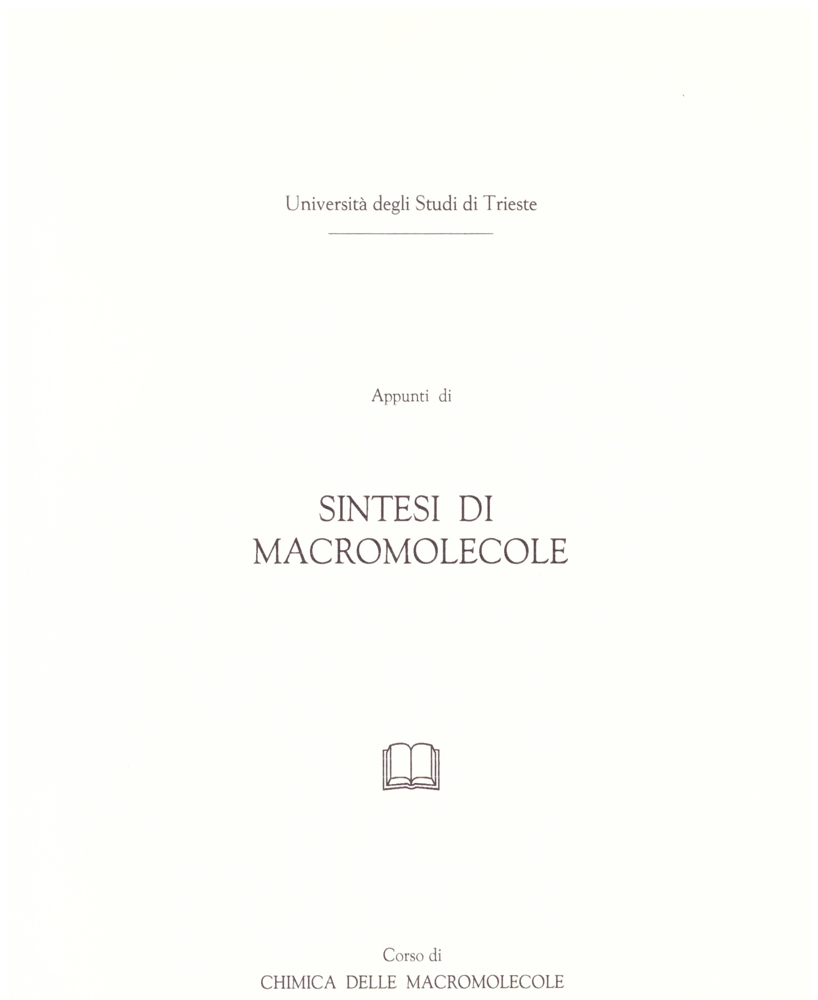 Università degli Studi di Trieste
Appunti di
SINTESI DI
MACROMOLECOLE
Corso di
CHIMICA DELLE MACROMOLECOLE